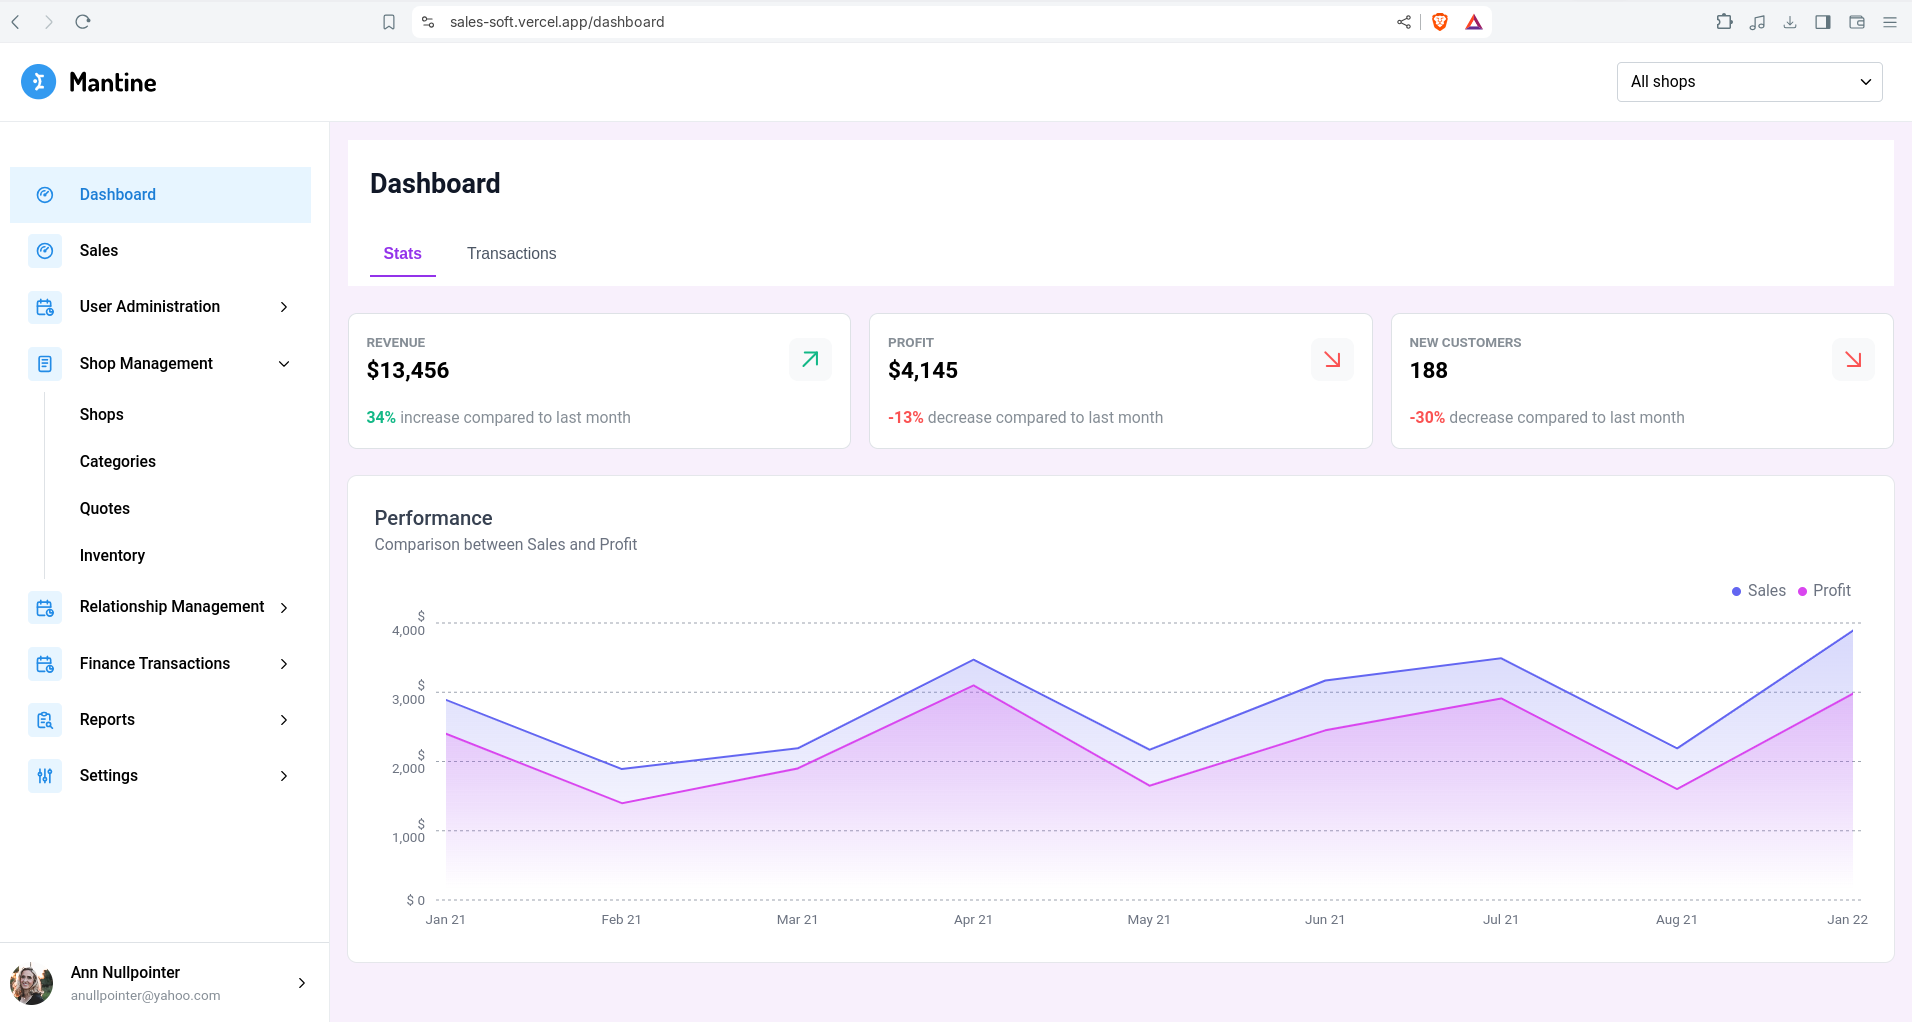 sales-soft.vercel.app/dashboard
Mantine
All shops
Dashboard
Sales
User Administration
Shop Management
Shops
Categories
Quotes
Inventory
Relationship Management
Finance Transactions
Reports
Settings
Ann Nullpointer
anullpointer@yahoo.com
Dashboard
Stats Transactions
REVENUE
$13,456
34% increase compared to last month
PROFIT
$4,145
-13% decrease compared to last month
NEW CUSTOMERS
188
-30% decrease compared to last month
Performance
Comparison between Sales and Profit
Sales Profit
$
4,000
$
3,000
$
2,000
$
1,000
$ 0
Jan 21 Feb 21 Mar 21 Apr 21 May 21 Jun 21 Jul 21 Aug 21 Jan 22